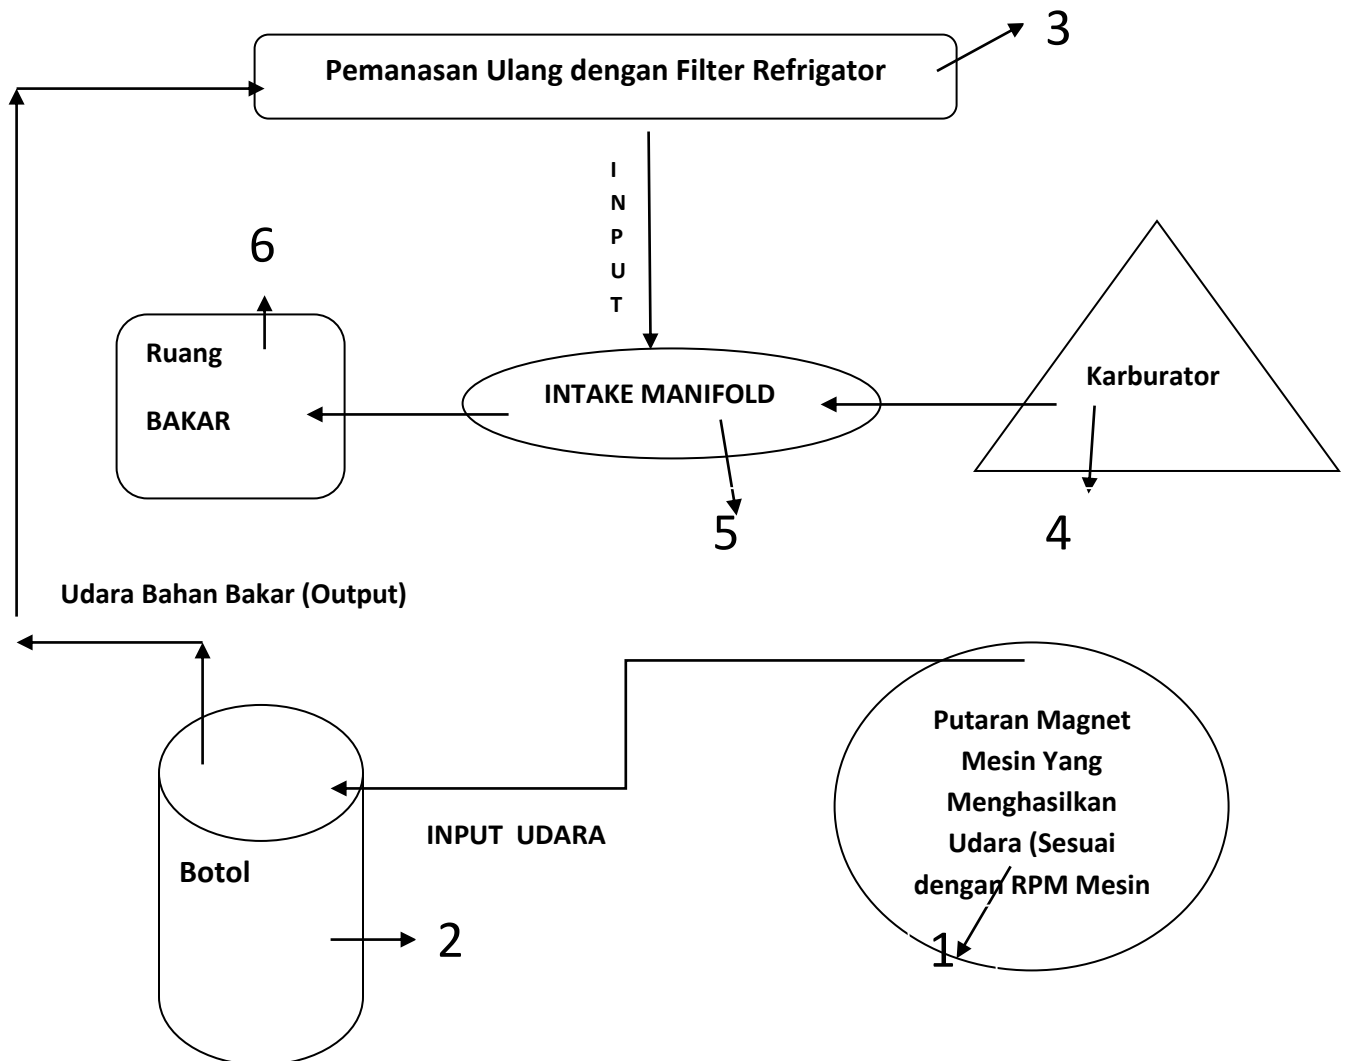 3
Pemanasan Ulang dengan Filter Refrigator
I
N
P
U
T
6
Ruang
BAKAR
INTAKE MANIFOLD
Karburator
5
4
Udara Bahan Bakar (Output)
Putaran Magnet
Mesin Yang
Menghasilkan
Udara (Sesuai
dengan RPM Mesin
INPUT  UDARA
Botol
2
1